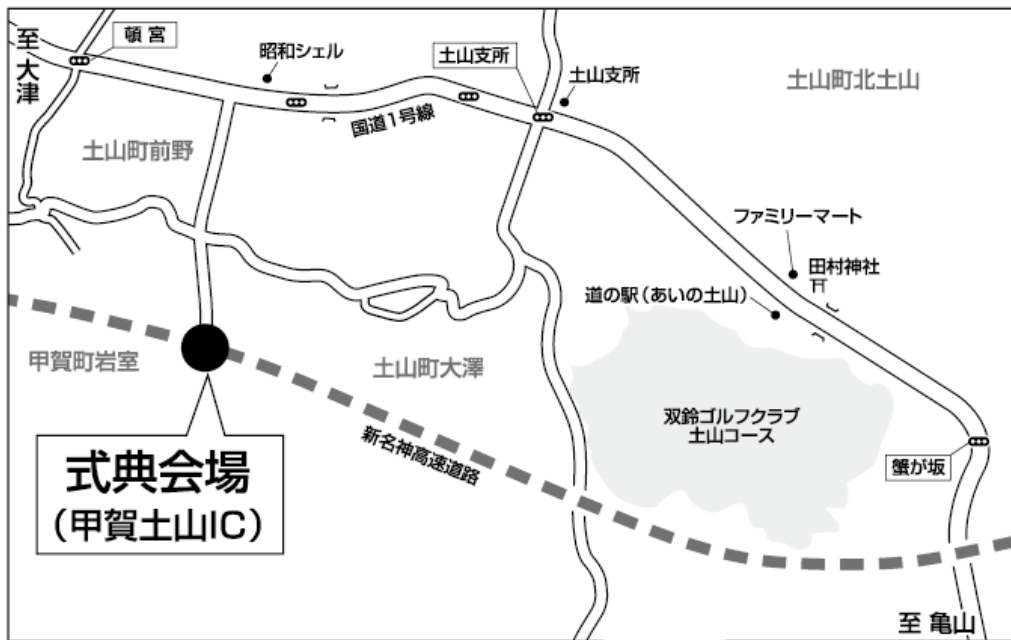 至 大津
頓 宮
昭和シェル
土山支所
土山支所
土山町北土山
国道1号線
土山町前野
ファミリーマート
田村神社
道の駅(あいの土山)
甲賀町岩室
土山町大澤
双鈴ゴルフクラブ
土山コース
新名神高速道路
蟹が坂
式典会場
(甲賀土山IC)
至 亀山